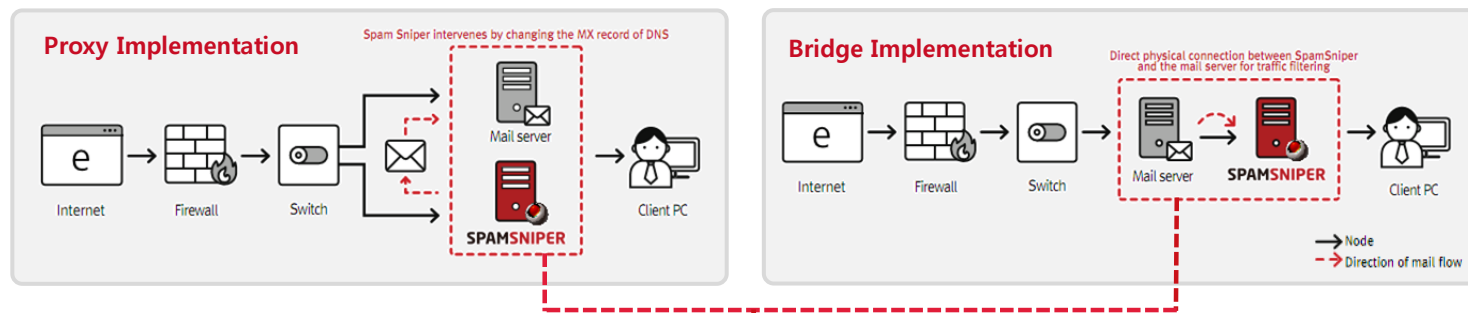 Proxy Implementation
Spam Sniper intervenes by changing the MX record of DNS
e
Mail server
Internet
Firewall
Switch
SPAMSNIPER
Client PC
Bridge Implementation
Direct physical connection between SpamSniper
and the mail server for traffic filtering
e
Internet
Firewall
Switch
Mail server
SPAMSNIPER
Client PC
Node
Direction of mail flow